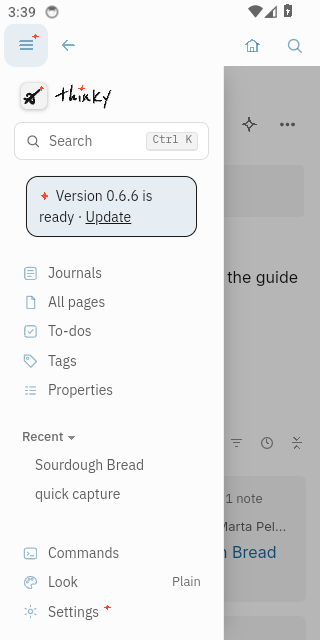 3:39
thinky
Search Ctrl K
Version 0.6.6 is
ready · Update
Journals
the guide
All pages
To-dos
Tags
Properties
Recent
Sourdough Bread
1 note
quick capture
Marta Pel...
Bread
Commands
Look Plain
Settings